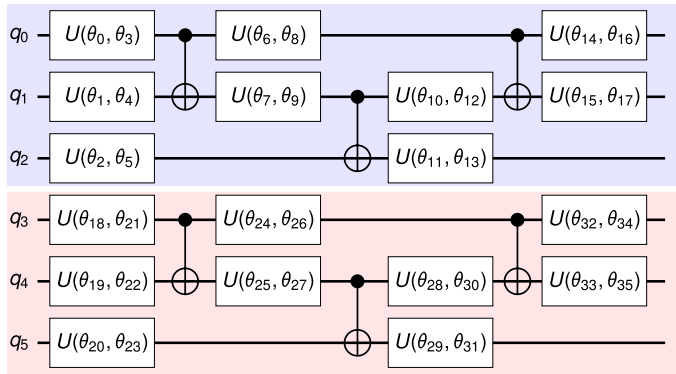 q₀ U(θ₀, θ₃) U(θ₆, θ₈) U(θ₁₄, θ₁₆)
q₁ U(θ₁, θ₄) U(θ₇, θ₉) U(θ₁₀, θ₁₂) U(θ₁₅, θ₁₇)
q₂ U(θ₂, θ₅) U(θ₁₁, θ₁₃)
q₃ U(θ₁₈, θ₂₁) U(θ₂₄, θ₂₆) U(θ₃₂, θ₃₄)
q₄ U(θ₁₉, θ₂₂) U(θ₂₅, θ₂₇) U(θ₂₈, θ₃₀) U(θ₃₃, θ₃₅)
q₅ U(θ₂₀, θ₂₃) U(θ₂₉, θ₃₁)